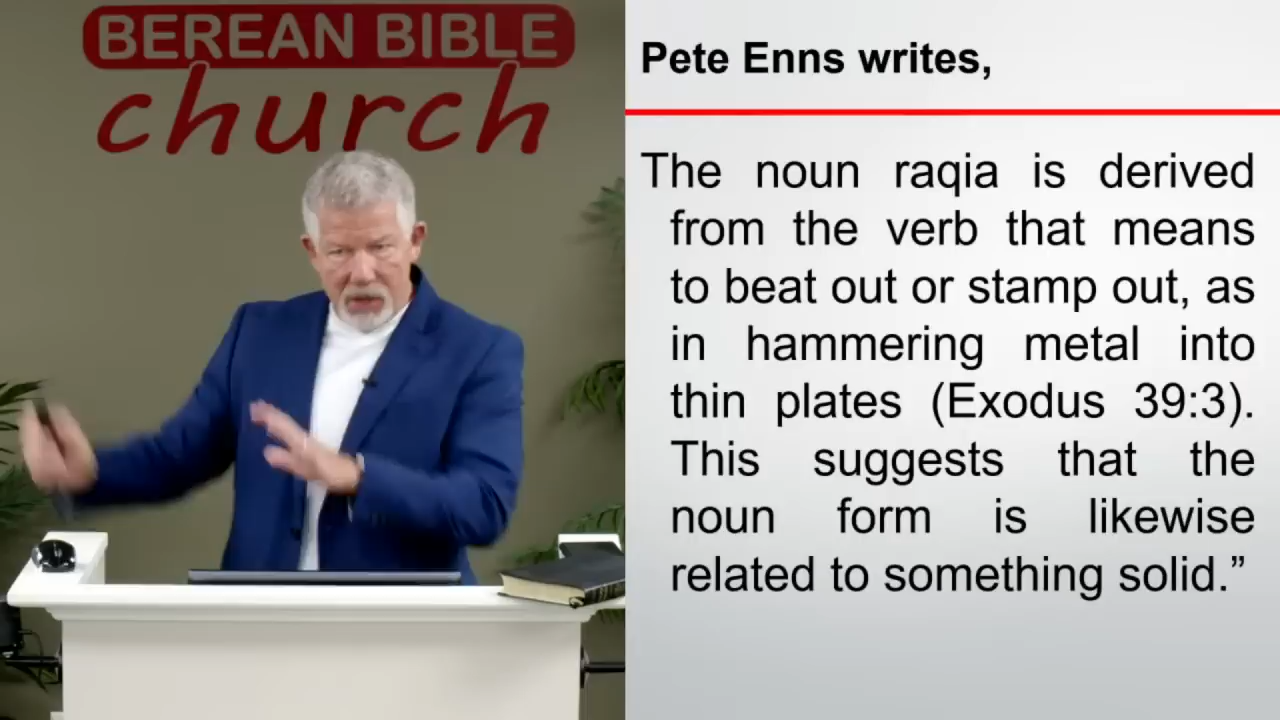 BEREAN BIBLE
church
Pete Enns writes,
The noun raqia is derived
from the verb that means
to beat out or stamp out, as
in hammering metal into
thin plates (Exodus 39:3).
This suggests that the
noun form is likewise
related to something solid.”